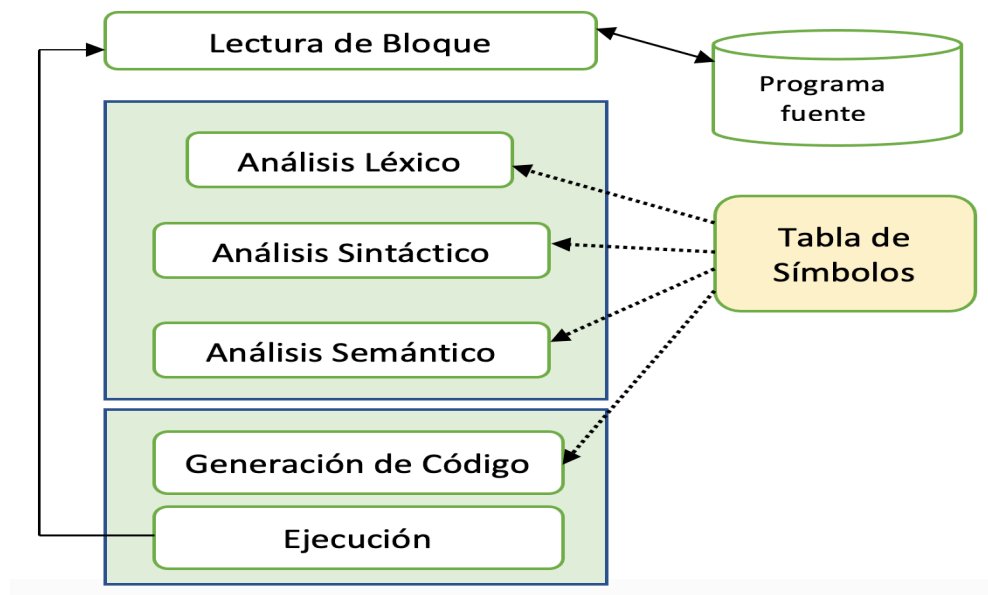 Lectura de Bloque
Programa
fuente
Análisis Léxico
Análisis Sintáctico
Tabla de
Símbolos
Análisis Semántico
Generación de Código
Ejecución